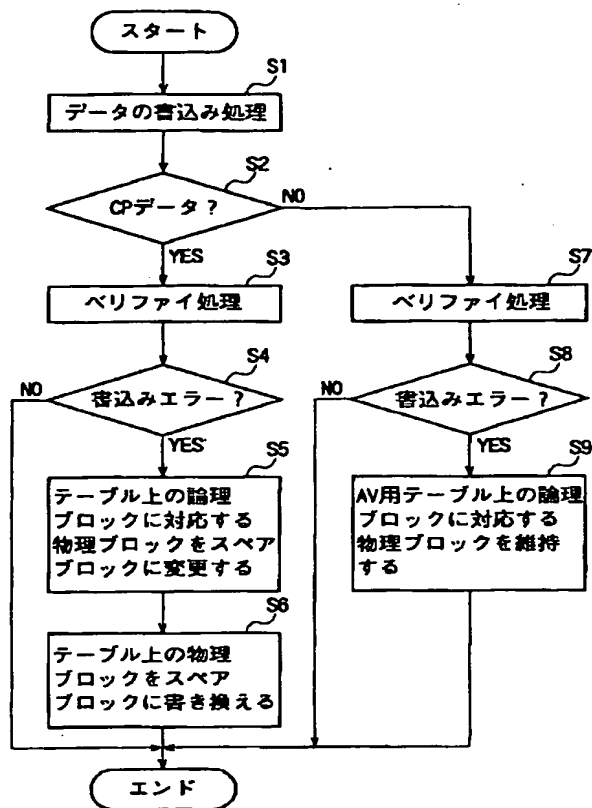 スタート
S1
データの書込み処理
S2
CPデータ？
NO
YES
S3
ベリファイ処理
S4
NO
書込みエラー？
YES
S5
テーブル上の論理
ブロックに対応する
物理ブロックをスペア
ブロックに変更する
S6
テーブル上の物理
ブロックをスペア
ブロックに書き換える
S7
ベリファイ処理
S8
NO
書込みエラー？
YES
S9
AV用テーブル上の論理
ブロックに対応する
物理ブロックを維持
する
エンド